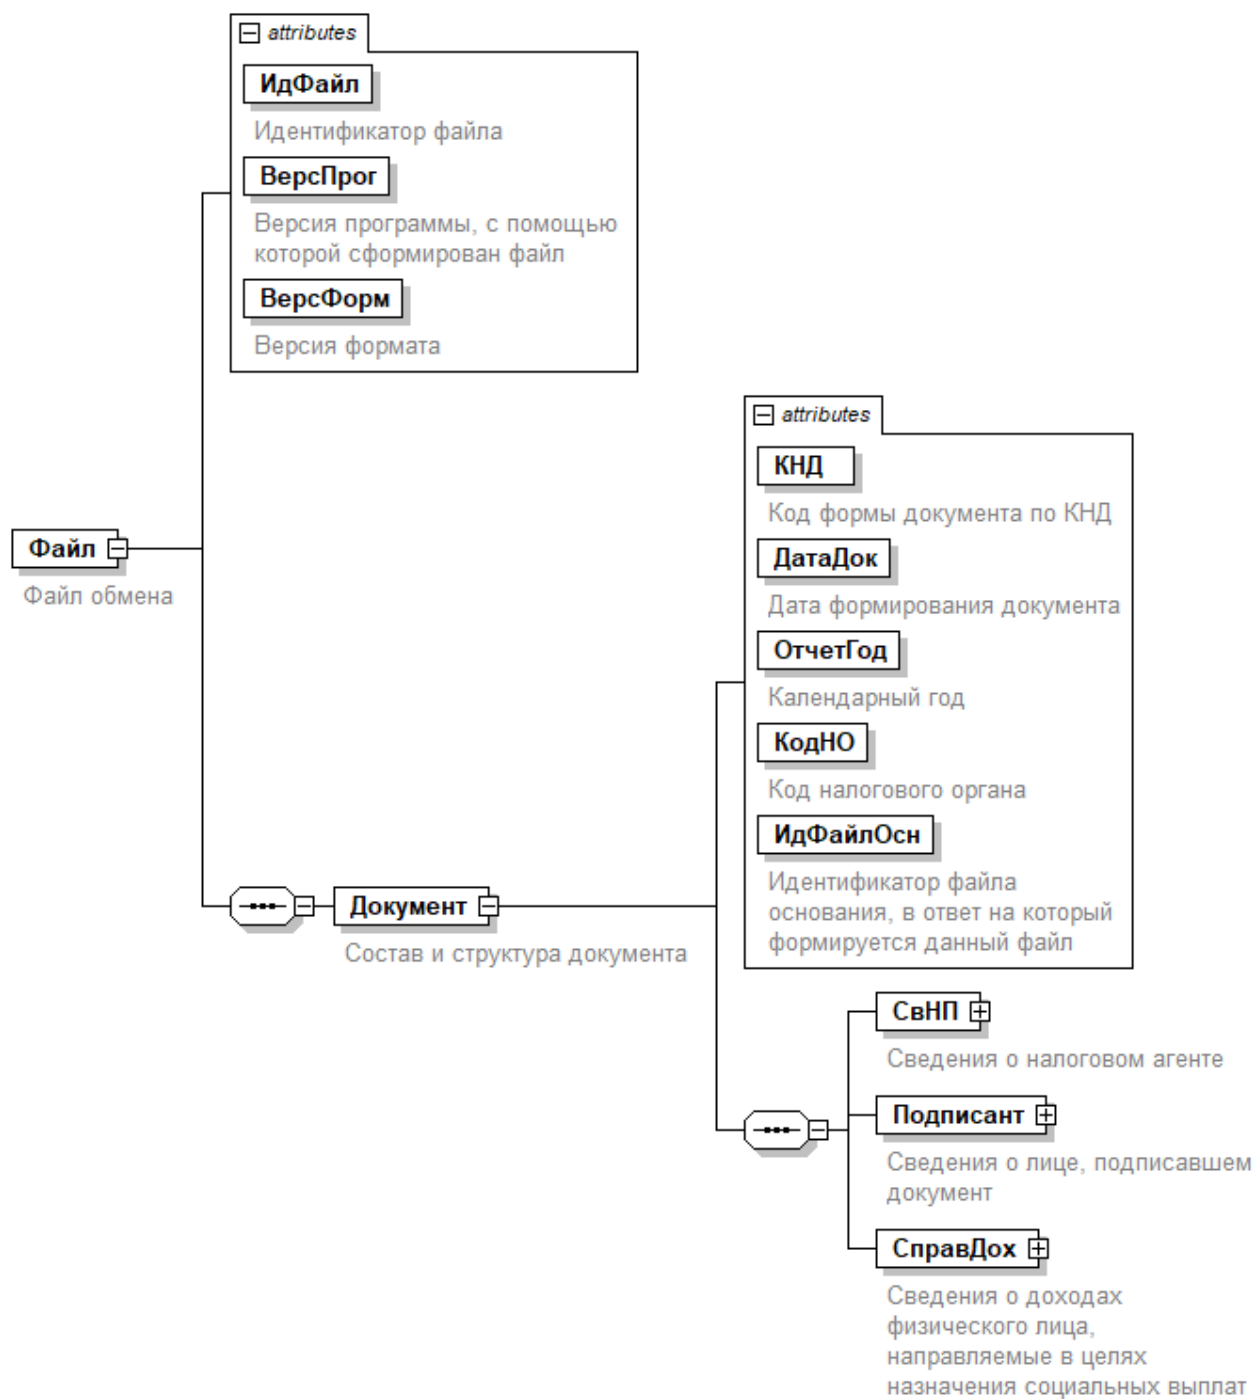 attributes
ИдФайл
Идентификатор файла
ВерсПрог
Версия программы, с помощью
которой сформирован файл
ВерсФорм
Версия формата
Файл
Файл обмена
Документ
Состав и структура документа
attributes
КНД
Код формы документа по КНД
ДатаДок
Дата формирования документа
ОтчетГод
Календарный год
КодНО
Код налогового органа
ИдФайлОсн
Идентификатор файла
основания, в ответ на который
формируется данный файл
СвНП
Сведения о налоговом агенте
Подписант
Сведения о лице, подписавшем
документ
СправДох
Сведения о доходах
физического лица,
направляемые в целях
назначения социальных выплат